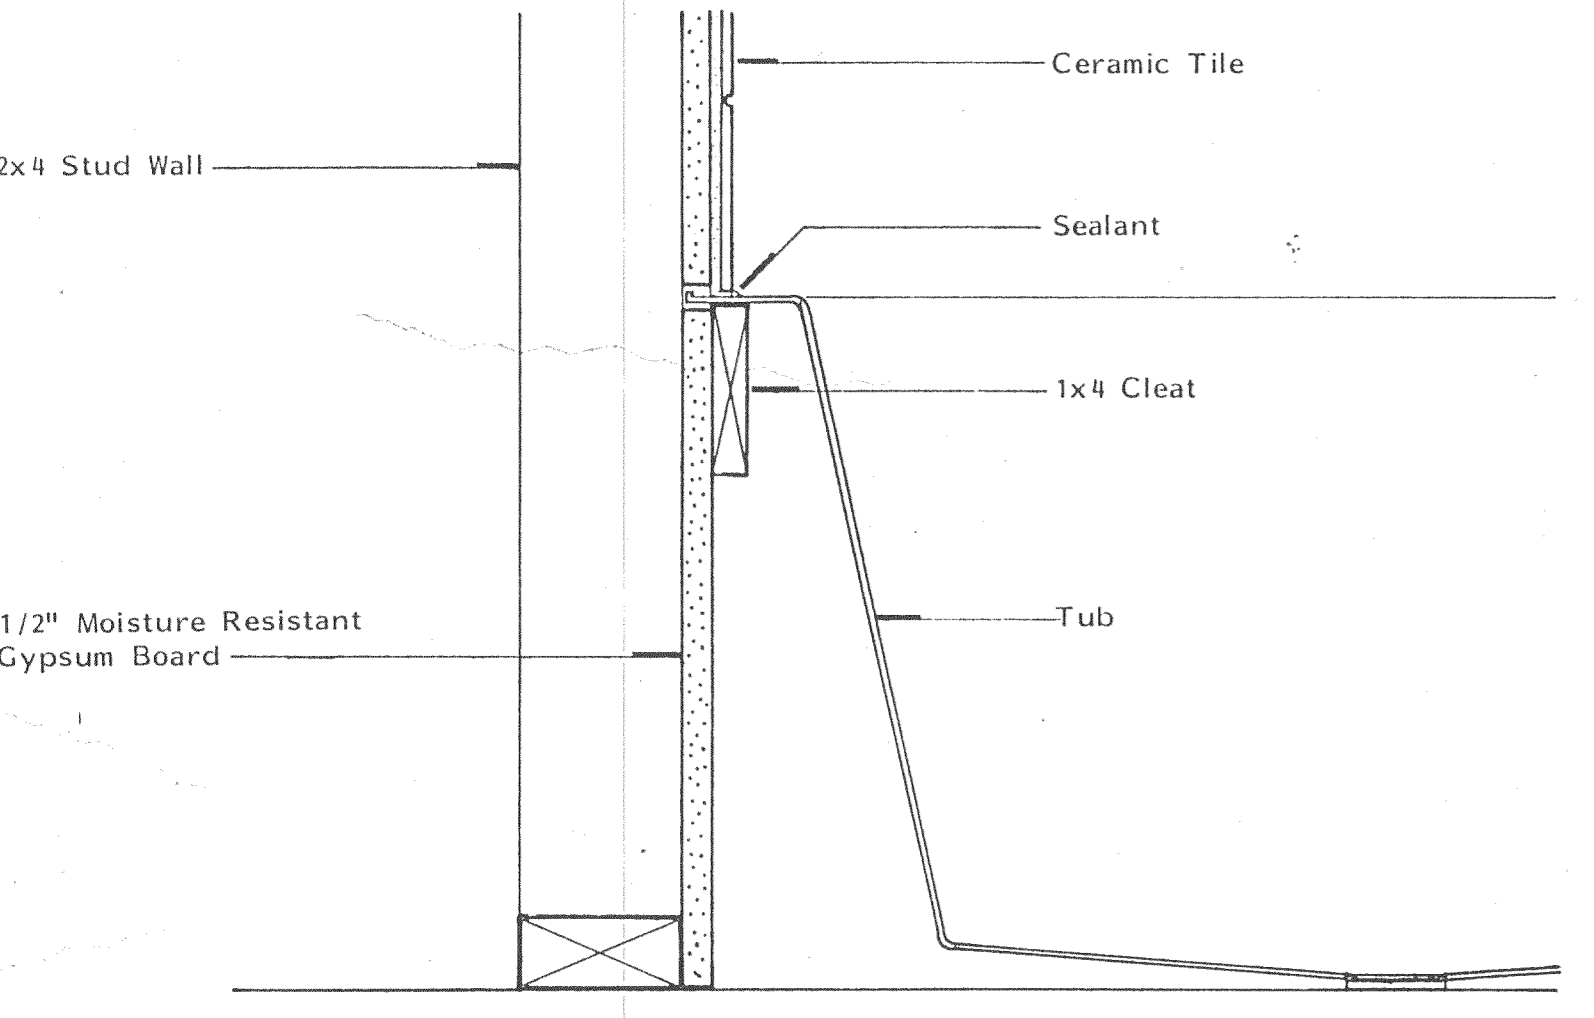 Ceramic Tile
2x4 Stud Wall
Sealant
1x4 Cleat
Tub
1/2" Moisture Resistant
Gypsum Board